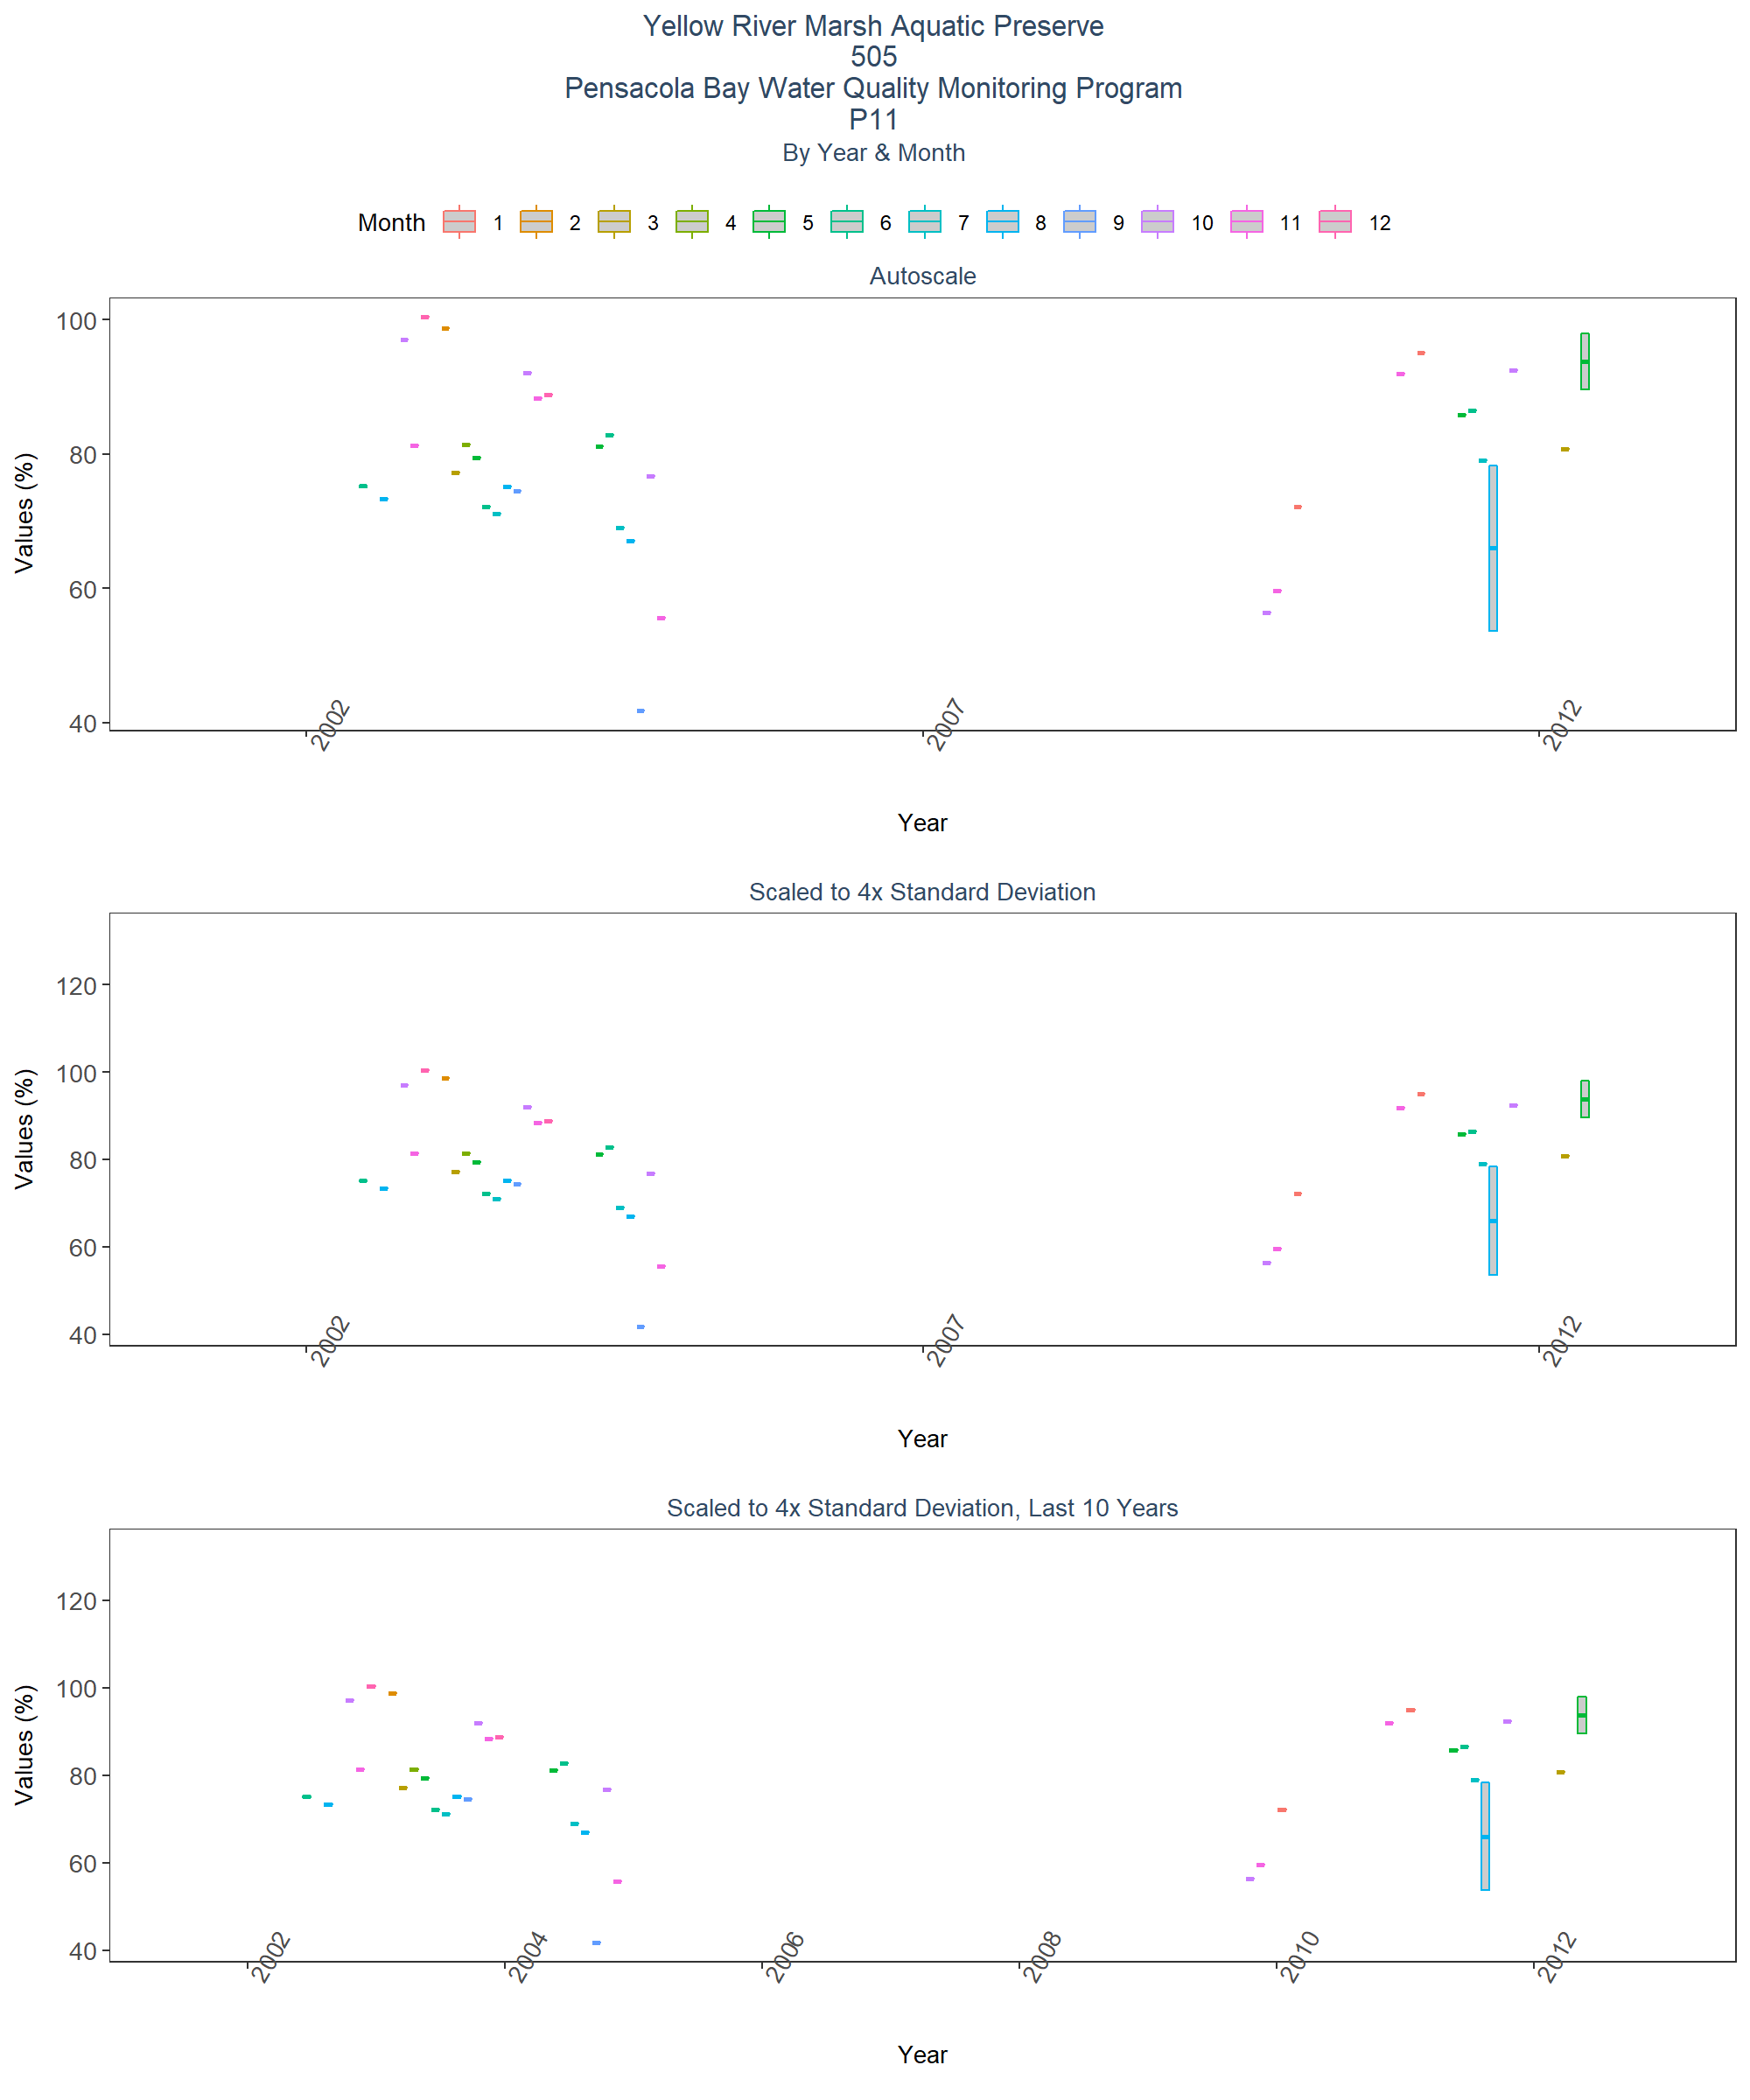 Yellow River Marsh Aquatic Preserve
505
Pensacola Bay Water Quality Monitoring Program
P11
By Year & Month
Month 1 2 3 4 5 6 7 8 9 10 11 12
Autoscale
Values (%)
100
80
60
40
2002 2007 2012
Year
Scaled to 4x Standard Deviation
Values (%)
120
100
80
60
40
2002 2007 2012
Year
Scaled to 4x Standard Deviation, Last 10 Years
Values (%)
120
100
80
60
40
2002 2004 2006 2008 2010 2012
Year